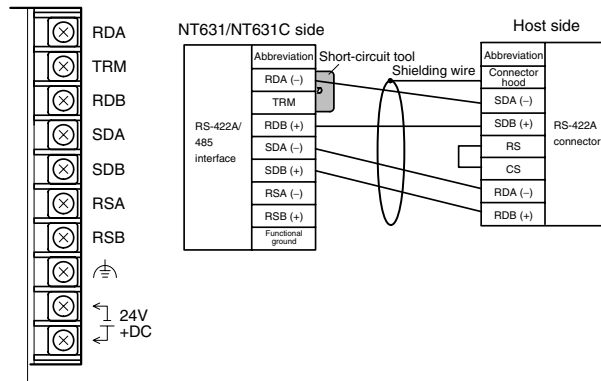 RDA
TRM
RDB
SDA
SDB
RSA
RSB
24V
+DC
NT631/NT631C side
Abbreviation
RDA (–)
TRM
RDB (+)
SDA (–)
SDB (+)
RSA (–)
RSB (+)
Functional
ground
RS-422A/
485
interface
Short-circuit tool
Shielding wire
Host side
Abbreviation
Connector
hood
SDA (–)
SDB (+)
RS
CS
RDA (–)
RDB (+)
RS-422A
connector